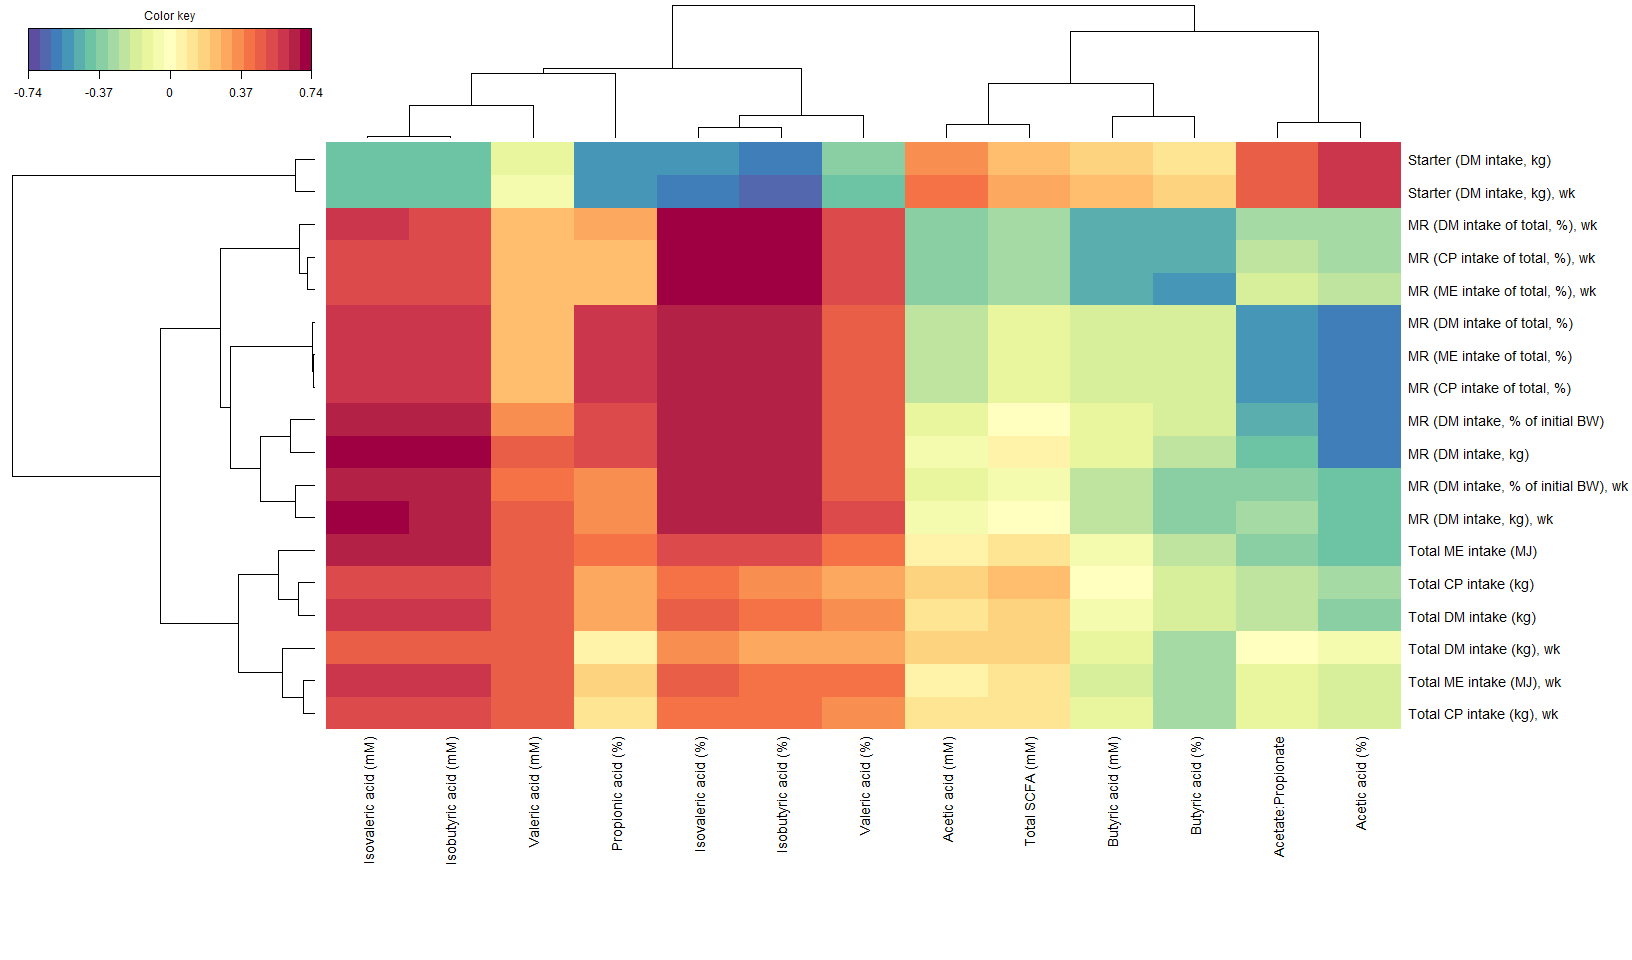 Color key
-0.74 -0.37 0 0.37 0.74
Starter (DM intake, kg)
Starter (DM intake, kg), wk
MR (DM intake of total, %), wk
MR (CP intake of total, %), wk
MR (ME intake of total, %), wk
MR (DM intake of total, %)
MR (ME intake of total, %)
MR (CP intake of total, %)
MR (DM intake, % of initial BW)
MR (DM intake, kg)
MR (DM intake, % of initial BW), wk
MR (DM intake, kg), wk
Total ME intake (MJ)
Total CP intake (kg)
Total DM intake (kg)
Total DM intake (kg), wk
Total ME intake (MJ), wk
Total CP intake (kg), wk
Isovaleric acid (mM)
Isobutyric acid (mM)
Valeric acid (mM)
Propionic acid (%)
Isovaleric acid (%)
Isobutyric acid (%)
Valeric acid (%)
Acetic acid (mM)
Total SCFA (mM)
Butyric acid (mM)
Butyric acid (%)
Acetate:Propionate
Acetic acid (%)